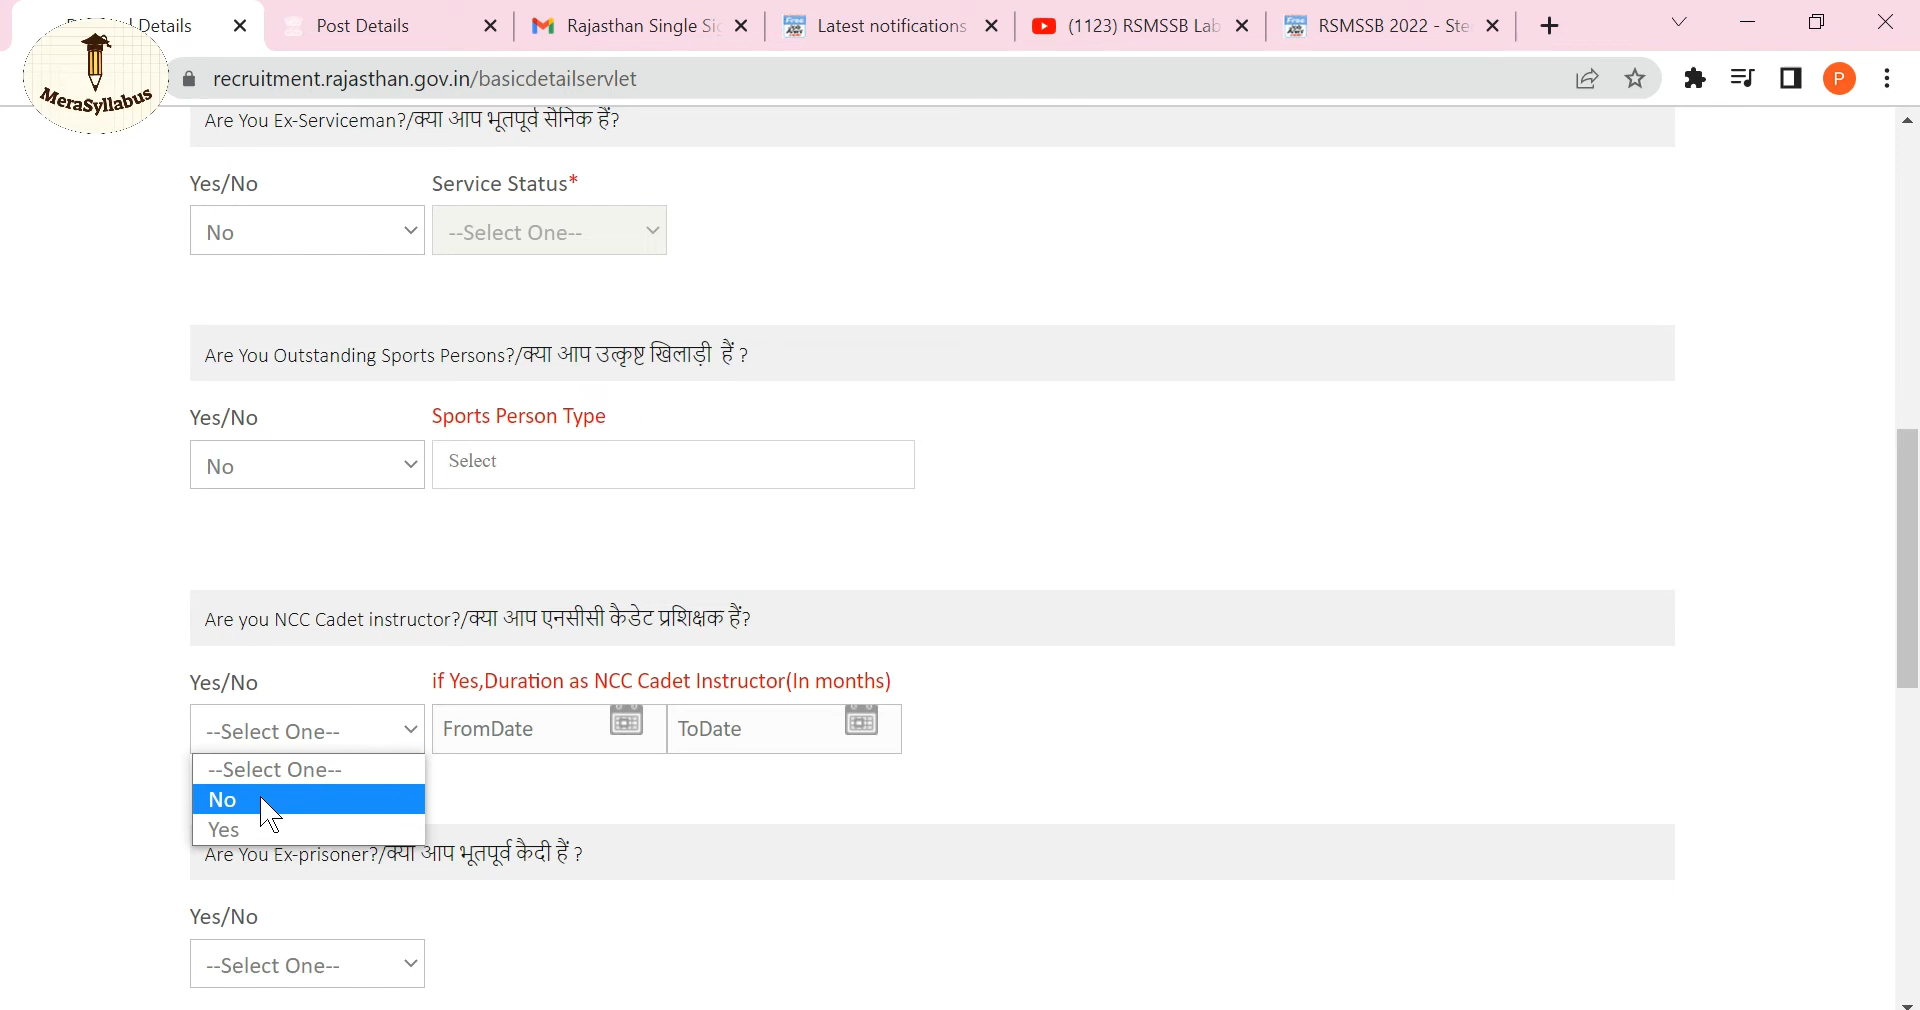 Details
Post Details
Rajasthan Single Si
Latest notifications
(1123) RSMSSB Lab
RSMSSB 2022 - Ste
MeraSyllabus
recruitment.rajasthan.gov.in/basicdetailservlet
P
Are You Ex-Serviceman?/क्या आप भूतपूर्व सैनिक हैं?
Yes/No
Service Status*
No
--Select One--
Are You Outstanding Sports Persons?/क्या आप उत्कृष्ट खिलाड़ी हैं ?
Yes/No
Sports Person Type
No
Select
Are you NCC Cadet instructor?/क्या आप एनसीसी कैडेट प्रशिक्षक हैं?
Yes/No
if Yes,Duration as NCC Cadet Instructor(In months)
--Select One--
FromDate
ToDate
--Select One--
No
Yes
Are You Ex-prisoner?/क्या आप भूतपूर्व कैदी हैं ?
Yes/No
--Select One--